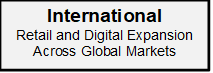 International
Retail and Digital Expansion
Across Global Markets